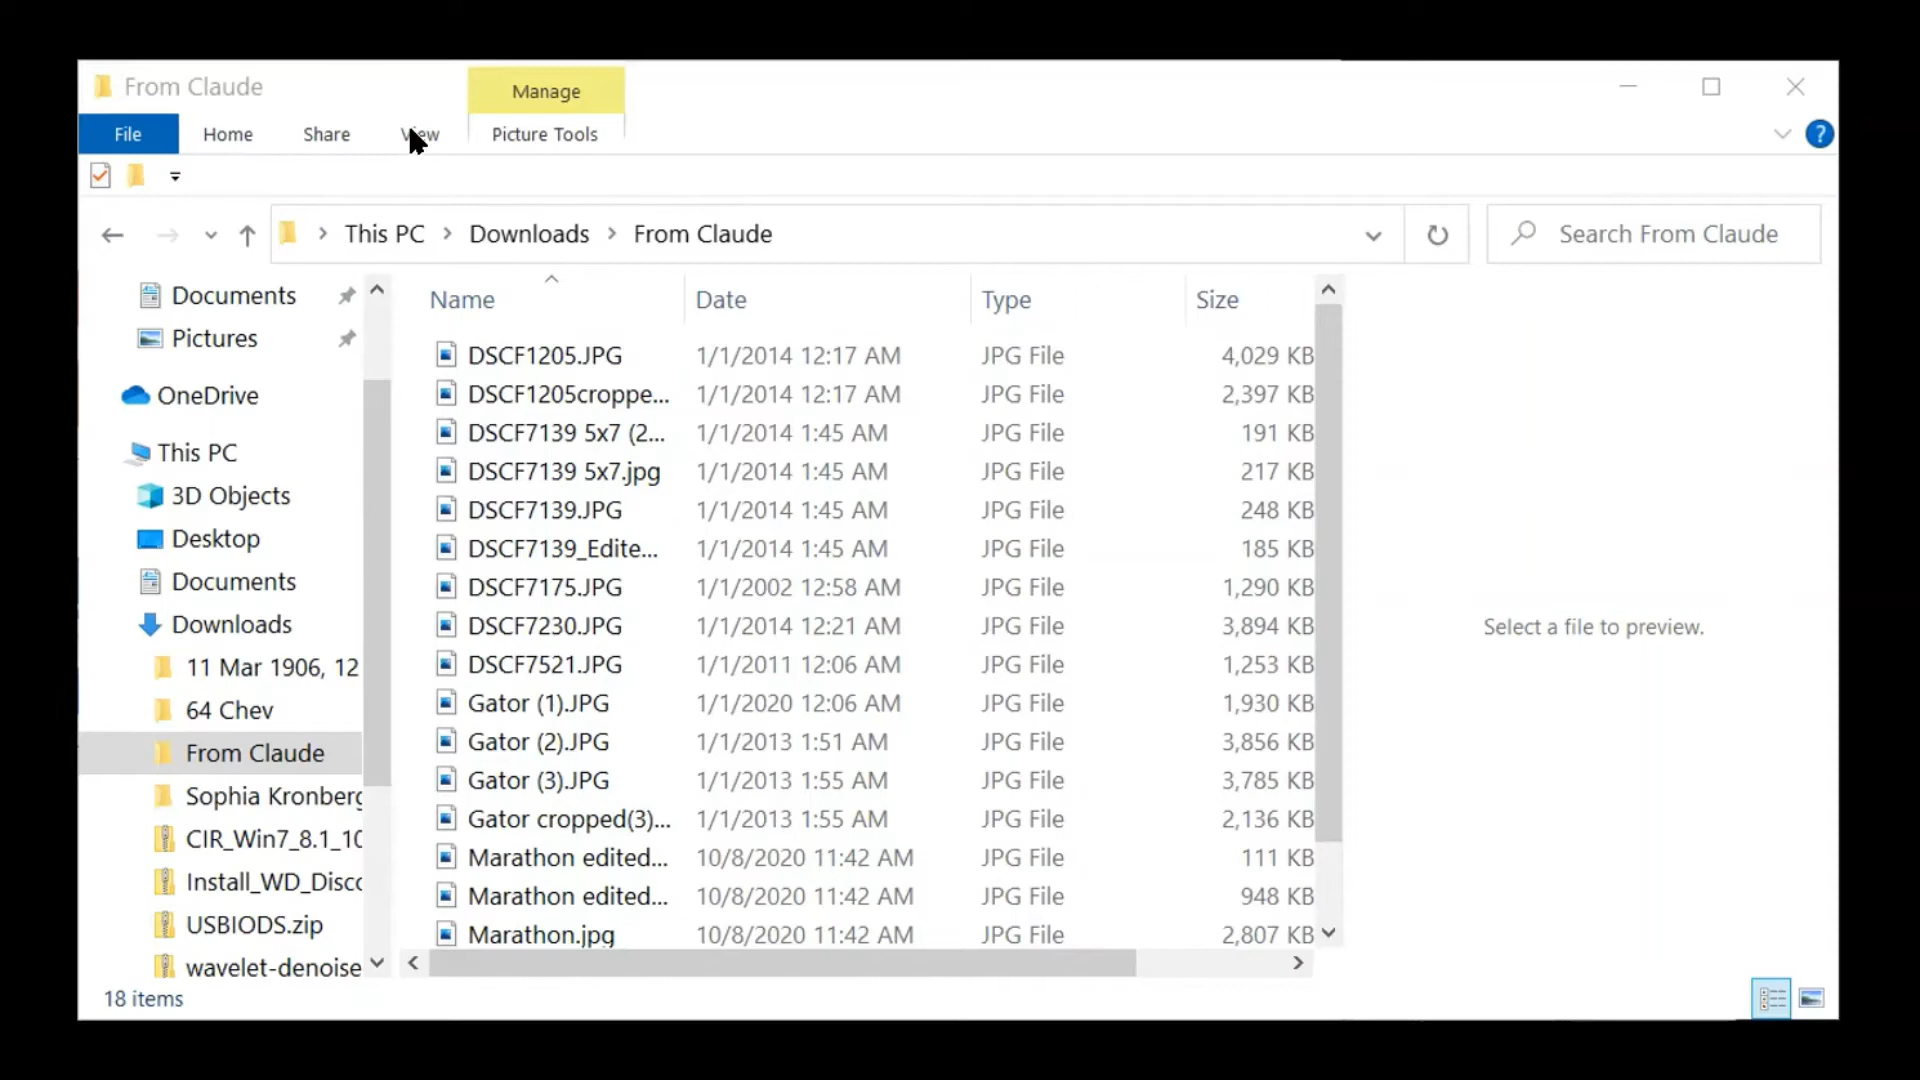 From Claude
Manage
File Home Share View Picture Tools
This PC Downloads From Claude
Search From Claude
Documents
Pictures
OneDrive
This PC
3D Objects
Desktop
Documents
Downloads
11 Mar 1906, 12
64 Chev
From Claude
Sophia Kronberg
CIR_Win7_8.1_10
Install_WD_Disco
USBIODS.zip
wavelet-denoise
Name Date Type Size
DSCF1205.JPG 1/1/2014 12:17 AM JPG File 4,029 KB
DSCF1205croppe... 1/1/2014 12:17 AM JPG File 2,397 KB
DSCF7139 5x7 (2... 1/1/2014 1:45 AM JPG File 191 KB
DSCF7139 5x7.jpg 1/1/2014 1:45 AM JPG File 217 KB
DSCF7139.JPG 1/1/2014 1:45 AM JPG File 248 KB
DSCF7139_Edite... 1/1/2014 1:45 AM JPG File 185 KB
DSCF7175.JPG 1/1/2002 12:58 AM JPG File 1,290 KB
DSCF7230.JPG 1/1/2014 12:21 AM JPG File 3,894 KB
DSCF7521.JPG 1/1/2011 12:06 AM JPG File 1,253 KB
Gator (1).JPG 1/1/2020 12:06 AM JPG File 1,930 KB
Gator (2).JPG 1/1/2013 1:51 AM JPG File 3,856 KB
Gator (3).JPG 1/1/2013 1:55 AM JPG File 3,785 KB
Gator cropped(3)... 1/1/2013 1:55 AM JPG File 2,136 KB
Marathon edited... 10/8/2020 11:42 AM JPG File 111 KB
Marathon edited... 10/8/2020 11:42 AM JPG File 948 KB
Marathon.jpg 10/8/2020 11:42 AM JPG File 2,807 KB
Select a file to preview.
18 items